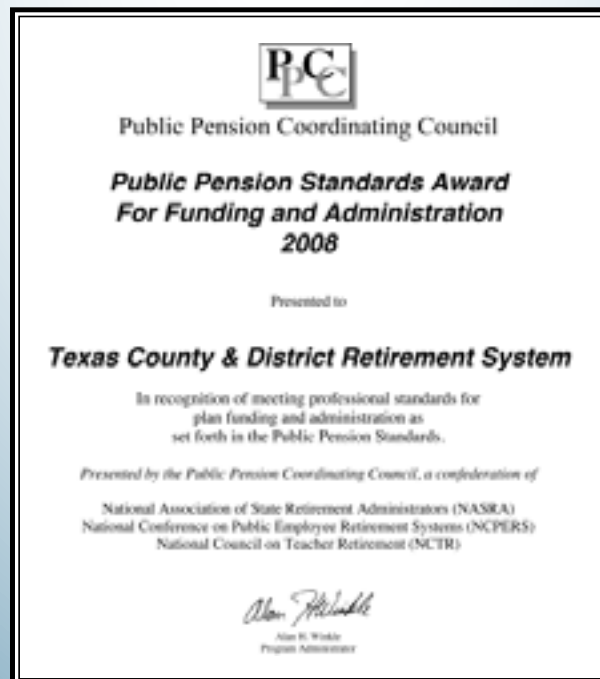 PPCC
Public Pension Coordinating Council
Public Pension Standards Award
For Funding and Administration
2008
Presented to
Texas County & District Retirement System
In recognition of meeting professional standards for
plan funding and administration as
set forth in the Public Pension Standards.
Presented by the Public Pension Coordinating Council, a confederation of
National Association of State Retirement Administrators (NASRA)
National Conference on Public Employee Retirement Systems (NCPERS)
National Council on Teacher Retirement (NCTR)
Alan H. Winkle
Alan H. Winkle
Program Administrator